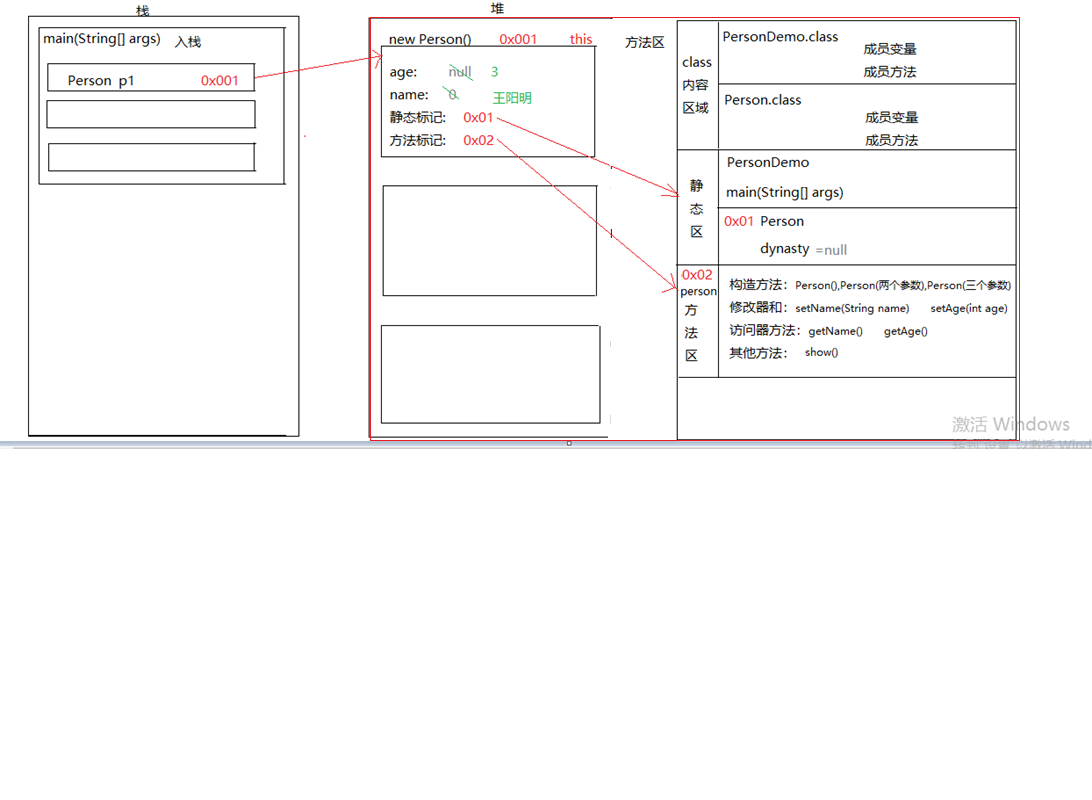 栈
main(String[] args) 入栈
Person p1 0x001
堆
new Person() 0x001 this
age: null 3
name: 0 王阳明
静态标记: 0x01
方法标记: 0x02
方法区
class
内容
区域
PersonDemo.class
成员变量
成员方法
Person.class
成员变量
成员方法
静
态
区
PersonDemo
main(String[] args)
0x01 Person
dynasty =null
0x02
person
方
法
区
构造方法：Person(),Person(两个参数),Person(三个参数)
修改器和：setName(String name) setAge(int age)
访问器方法：getName() getAge()
其他方法： show()
激活 Windows